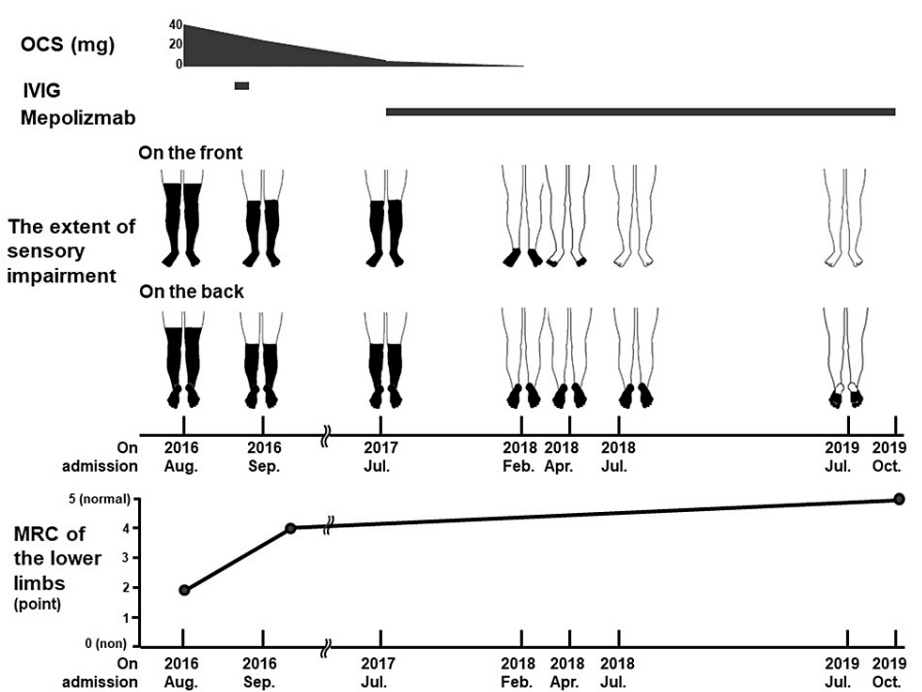 OCS (mg)
40
20
0
IVIG
Mepolizmab
On the front
The extent of
sensory
impairment
On the back
On
admission
2016
Aug.
2016
Sep.
2017
Jul.
2018
Feb.
2018
Apr.
2018
Jul.
2019
Jul.
2019
Oct.
MRC of
the lower
limbs
(point)
5 (normal)
4
3
2
1
0 (non)
On
admission
2016
Aug.
2016
Sep.
2017
Jul.
2018
Feb.
2018
Apr.
2018
Jul.
2019
Jul.
2019
Oct.